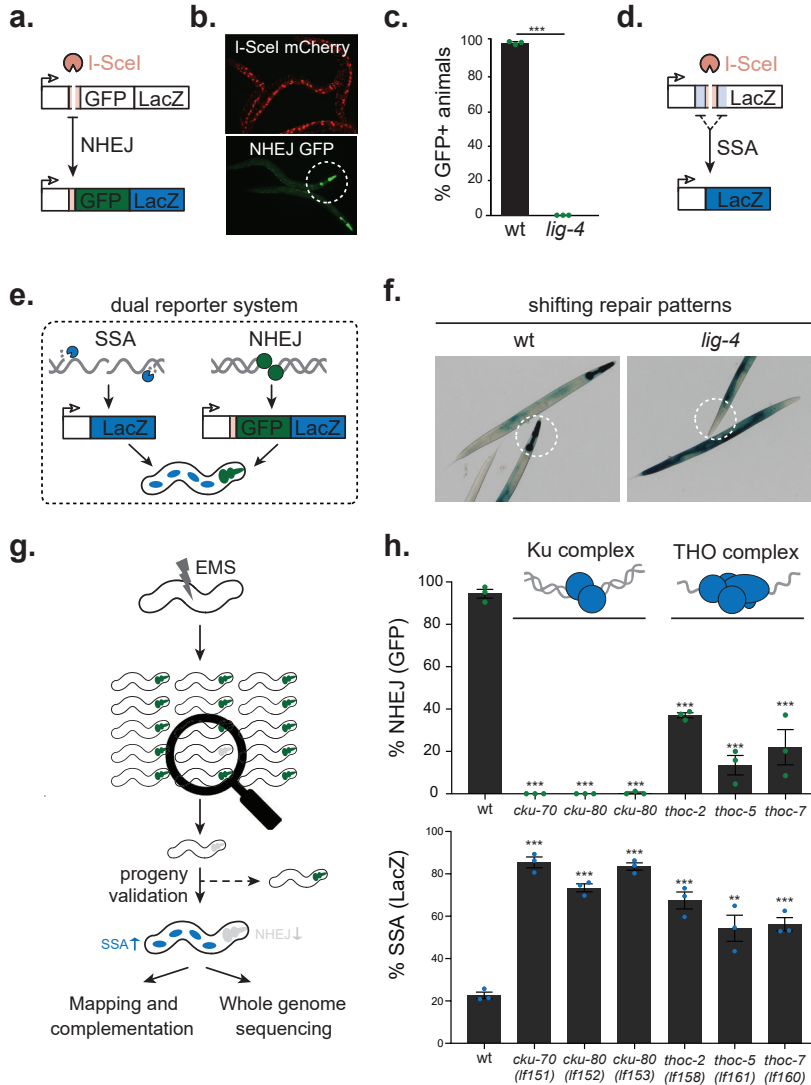 a.
I-SceI
GFP LacZ
NHEJ
GFP LacZ
b.
I-SceI mCherry
NHEJ GFP
c.
***
% GFP+ animals
100
80
60
40
20
0
wt lig-4
d.
I-SceI
LacZ
SSA
LacZ
e.
dual reporter system
SSA NHEJ
LacZ GFP LacZ
f.
shifting repair patterns
wt lig-4
g.
EMS
progeny
validation
SSA↑ NHEJ↓
Mapping and
complementation
Whole genome
sequencing
h.
Ku complex THO complex
% NHEJ (GFP)
100
80
60
40
20
0
*** *** *** *** *** ***
wt cku-70 cku-80 cku-80 thoc-2 thoc-5 thoc-7
% SSA (LacZ)
100
80
60
40
20
0
*** *** *** *** ** ***
wt cku-70 cku-80 cku-80 thoc-2 thoc-5 thoc-7
(lf151) (lf152) (lf153) (lf158) (lf161) (lf160)